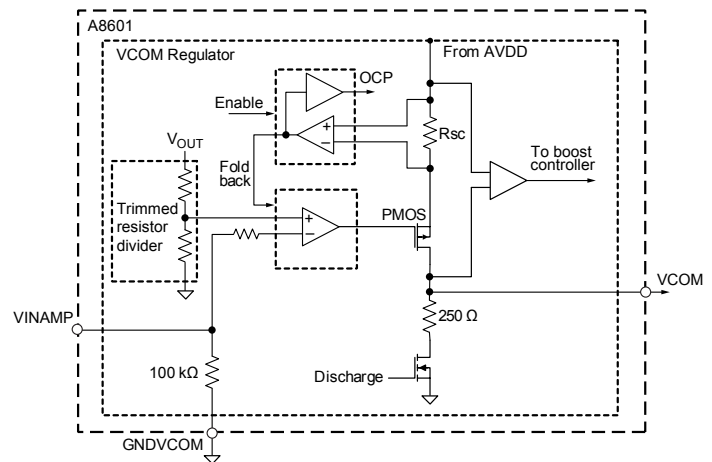 A8601
VCOM Regulator
From AVDD
OCP
Enable
+
−
Rsc
VOUT
Fold
back
To boost
controller
Trimmed
resistor
divider
PMOS
+
−
VCOM
250 Ω
VINAMP
100 kΩ
Discharge
GNDVCOM